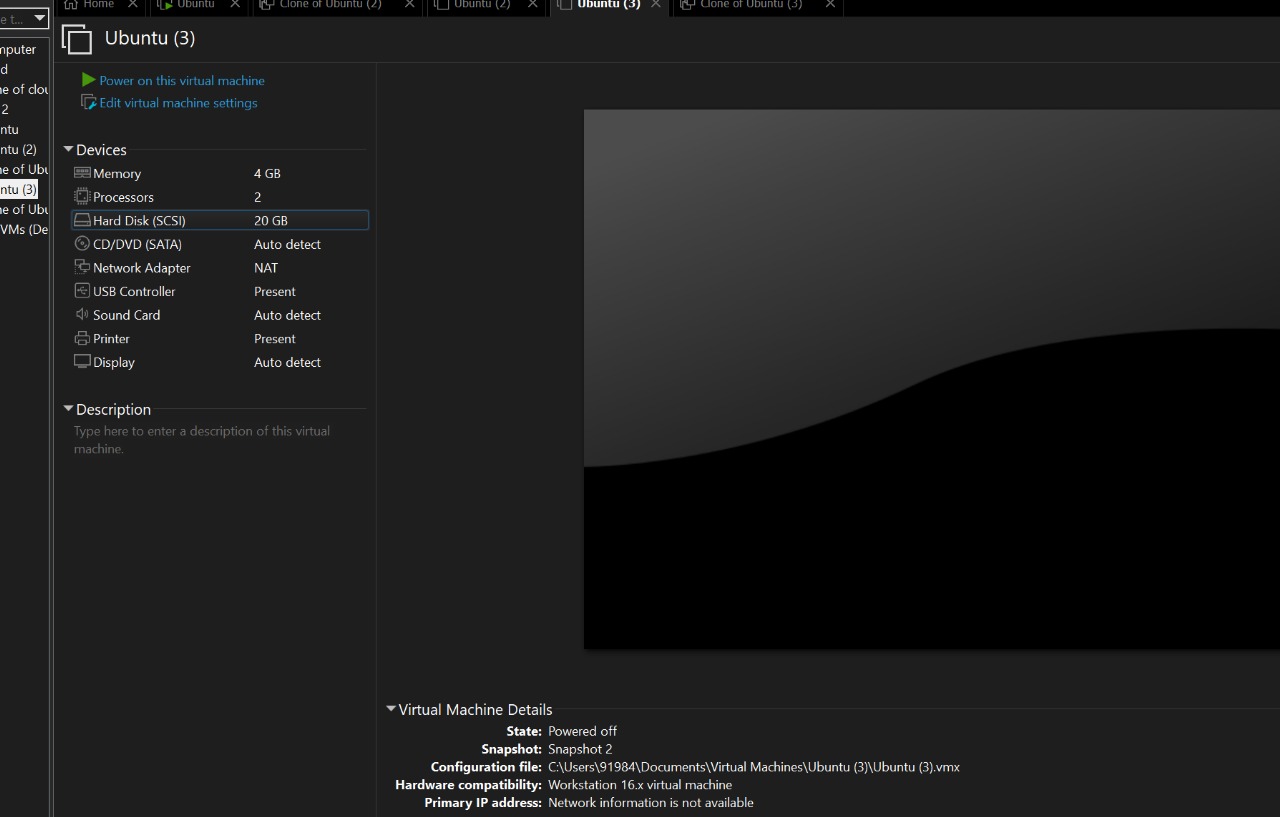 Home
Ubuntu
Clone of Ubuntu (2)
Ubuntu (2)
Ubuntu (3)
Clone of Ubuntu (3)
e t...
mputer
d
ne of clou
2
ntu
ntu (2)
ne of Ubu
ntu (3)
ne of Ubu
VMs (De
Ubuntu (3)
Power on this virtual machine
Edit virtual machine settings
Devices
Memory 4 GB
Processors 2
Hard Disk (SCSI) 20 GB
CD/DVD (SATA) Auto detect
Network Adapter NAT
USB Controller Present
Sound Card Auto detect
Printer Present
Display Auto detect
Description
Type here to enter a description of this virtual
machine.
Virtual Machine Details
State: Powered off
Snapshot: Snapshot 2
Configuration file: C:\Users\91984\Documents\Virtual Machines\Ubuntu (3)\Ubuntu (3).vmx
Hardware compatibility: Workstation 16.x virtual machine
Primary IP address: Network information is not available